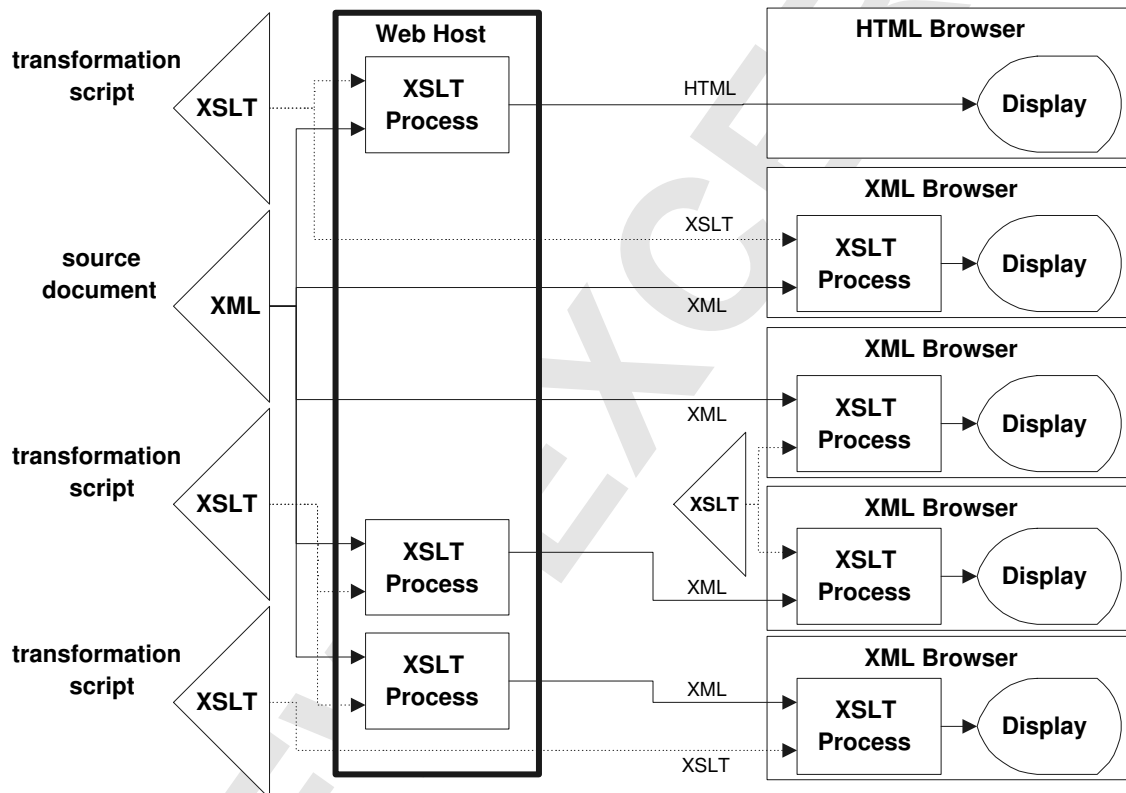 transformation
script
XSLT
source
document
XML
transformation
script
XSLT
transformation
script
XSLT
Web Host
XSLT
Process
XSLT
Process
XSLT
Process
HTML
XSLT
XML
XML
XSLT
XML
XML
XSLT
HTML Browser
Display
XML Browser
XSLT
Process
Display
XML Browser
XSLT
Process
Display
XML Browser
XSLT
Process
Display
XML Browser
XSLT
Process
Display